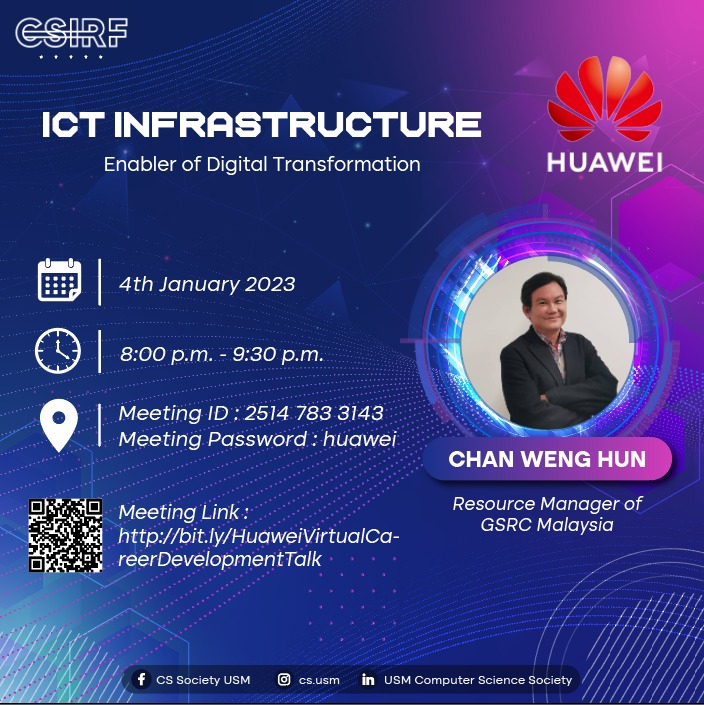 CSIRF
ICT INFRASTRUCTURE
Enabler of Digital Transformation
HUAWEI
4th January 2023
8:00 p.m. - 9:30 p.m.
Meeting ID : 2514 783 3143
Meeting Password : huawei
Meeting Link :
http://bit.ly/HuaweiVirtualCa-
reerDevelopmentTalk
CHAN WENG HUN
Resource Manager of
GSRC Malaysia
CS Society USM cs.usm USM Computer Science Society